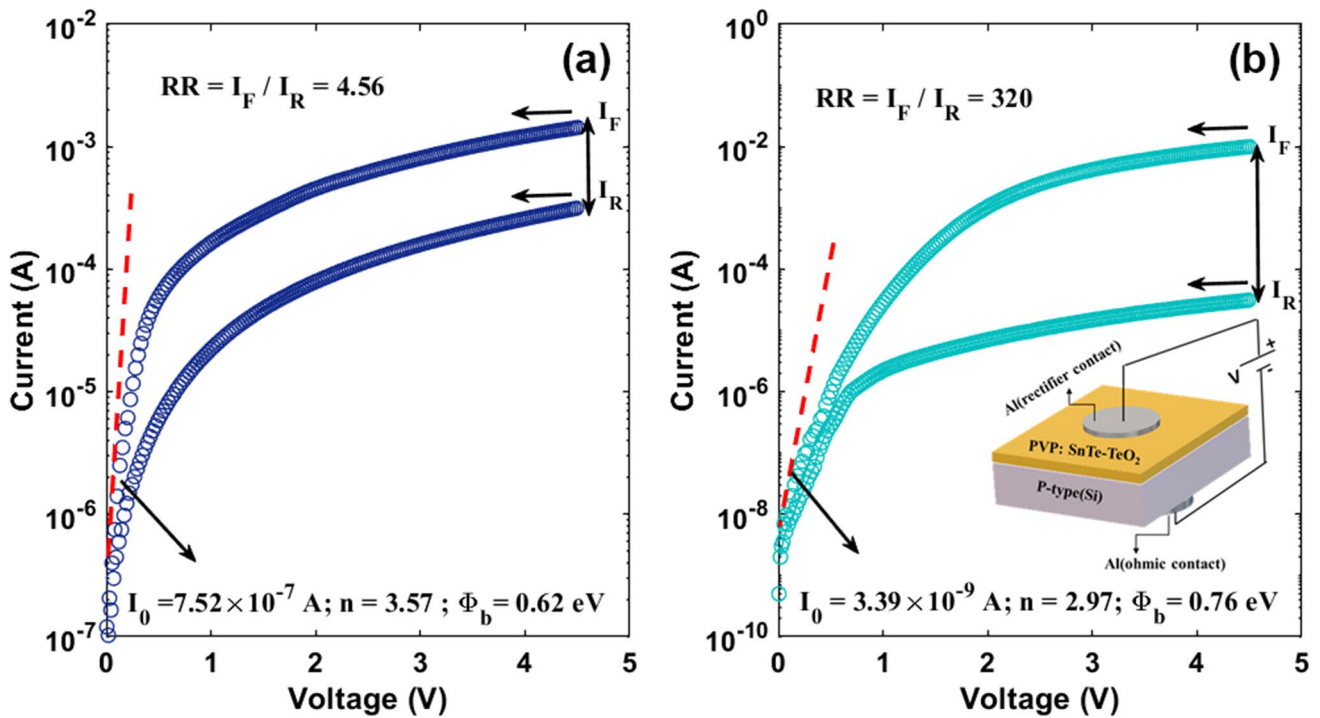 (a)
RR = I_F / I_R = 4.56
I_F
I_R
I_0 =7.52×10^-7 A; n = 3.57 ; Φ_b = 0.62 eV
10^-2
10^-3
10^-4
10^-5
10^-6
10^-7
Current (A)
0 1 2 3 4 5
Voltage (V)
(b)
RR = I_F / I_R = 320
I_F
I_R
V
+
-
Al(rectifier contact)
PVP: SnTe-TeO_2
P-type(Si)
Al(ohmic contact)
I_0 = 3.39×10^-9 A; n = 2.97; Φ_b = 0.76 eV
10^0
10^-2
10^-4
10^-6
10^-8
10^-10
Current (A)
0 1 2 3 4 5
Voltage (V)